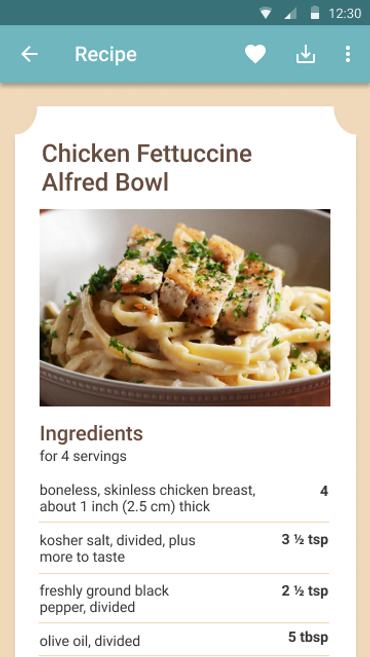 12:30
Recipe
Chicken Fettuccine
Alfred Bowl
Ingredients
for 4 servings
boneless, skinless chicken breast, 4
about 1 inch (2.5 cm) thick
kosher salt, divided, plus 3 ½ tsp
more to taste
freshly ground black 2 ½ tsp
pepper, divided
olive oil, divided 5 tbsp